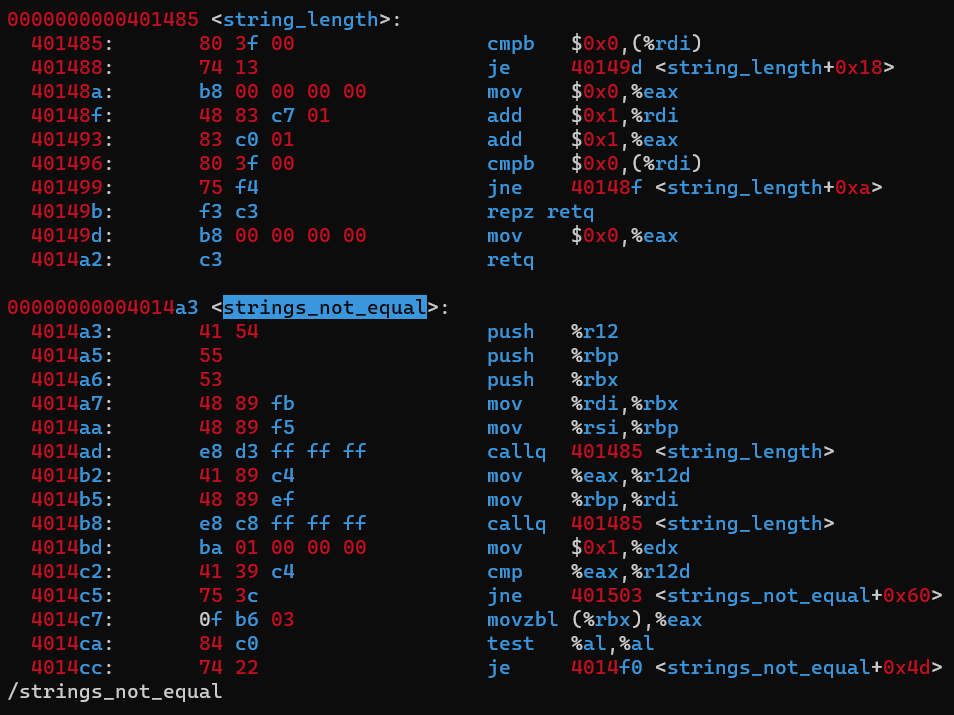 0000000000401485 <string_length>:
401485: 80 3f 00 cmpb $0x0,(%rdi)
401488: 74 13 je 40149d <string_length+0x18>
40148a: b8 00 00 00 00 mov $0x0,%eax
40148f: 48 83 c7 01 add $0x1,%rdi
401493: 83 c0 01 add $0x1,%eax
401496: 80 3f 00 cmpb $0x0,(%rdi)
401499: 75 f4 jne 40148f <string_length+0xa>
40149b: f3 c3 repz retq
40149d: b8 00 00 00 00 mov $0x0,%eax
4014a2: c3 retq
00000000004014a3 <strings_not_equal>:
4014a3: 41 54 push %r12
4014a5: 55 push %rbp
4014a6: 53 push %rbx
4014a7: 48 89 fb mov %rdi,%rbx
4014aa: 48 89 f5 mov %rsi,%rbp
4014ad: e8 d3 ff ff ff callq 401485 <string_length>
4014b2: 41 89 c4 mov %eax,%r12d
4014b5: 48 89 ef mov %rbp,%rdi
4014b8: e8 c8 ff ff ff callq 401485 <string_length>
4014bd: ba 01 00 00 00 mov $0x1,%edx
4014c2: 41 39 c4 cmp %eax,%r12d
4014c5: 75 3c jne 401503 <strings_not_equal+0x60>
4014c7: 0f b6 03 movzbl (%rbx),%eax
4014ca: 84 c0 test %al,%al
4014cc: 74 22 je 4014f0 <strings_not_equal+0x4d>
/strings_not_equal